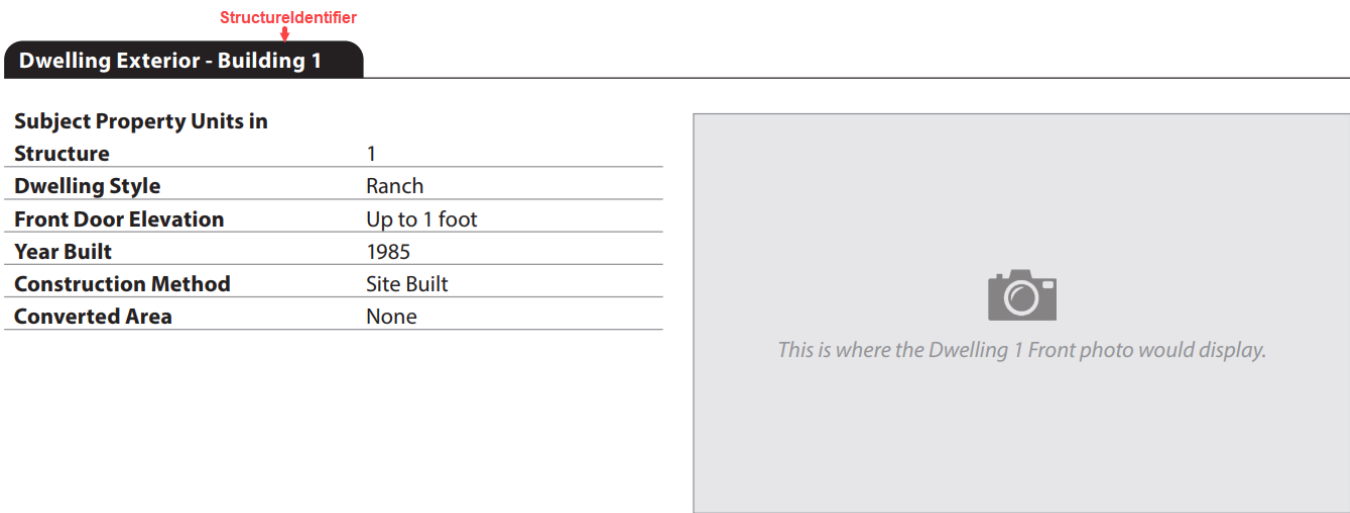 StructureIdentifier
Dwelling Exterior - Building 1
Subject Property Units in
Structure 1
Dwelling Style Ranch
Front Door Elevation Up to 1 foot
Year Built 1985
Construction Method Site Built
Converted Area None
This is where the Dwelling 1 Front photo would display.